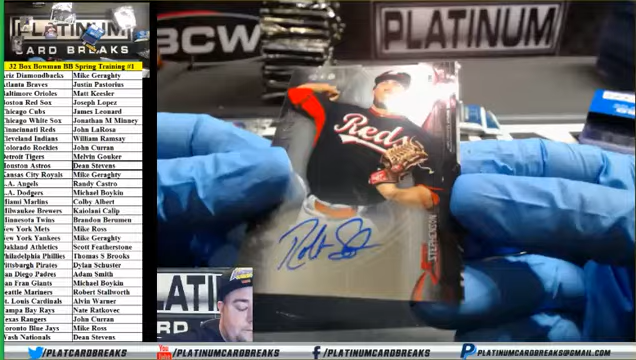 PLATINUM
CARD BREAKS
32 Box Bowman BB Spring Training #1
Ariz Diamondbacks Mike Geraghty
Atlanta Braves Justin Pastorius
Baltimore Orioles Matt Keesler
Boston Red Sox Joseph Lopez
Chicago Cubs James Leonard
Chicago White Sox Jonathan M Minney
Cincinnati Reds John LaRosa
Cleveland Indians William Ramsay
Colorado Rockies John Curran
Detroit Tigers Melvin Gouker
Houston Astros Dean Stevens
Kansas City Royals Mike Geraghty
L.A. Angels Randy Castro
L.A. Dodgers Michael Boykin
Miami Marlins Colby Albert
Milwaukee Brewers Kaiolani Calip
Minnesota Twins Brandon Berumen
New York Mets Mike Ross
New York Yankees Mike Geraghty
Oakland Athletics Scott Featherstone
Philadelphia Phillies Thomas S Brooks
Pittsburgh Pirates Dylan Schuster
San Diego Padres Adam Smith
San Fran Giants Michael Boykin
Seattle Mariners Robert Stallworth
St. Louis Cardinals Alvin Warner
Tampa Bay Rays Nate Ratkovec
Texas Rangers John Curran
Toronto Blue Jays Mike Ross
Wash Nationals Dean Stevens
BCW
PLATINUM
Reds
STEPHENSON
/PLATCARDBREAKS
You Tube /PLATINUMCARDBREAKS
/PLATINUMCARDBREAKS
PLATINUMCARDBREAKS@GMAIL.COM